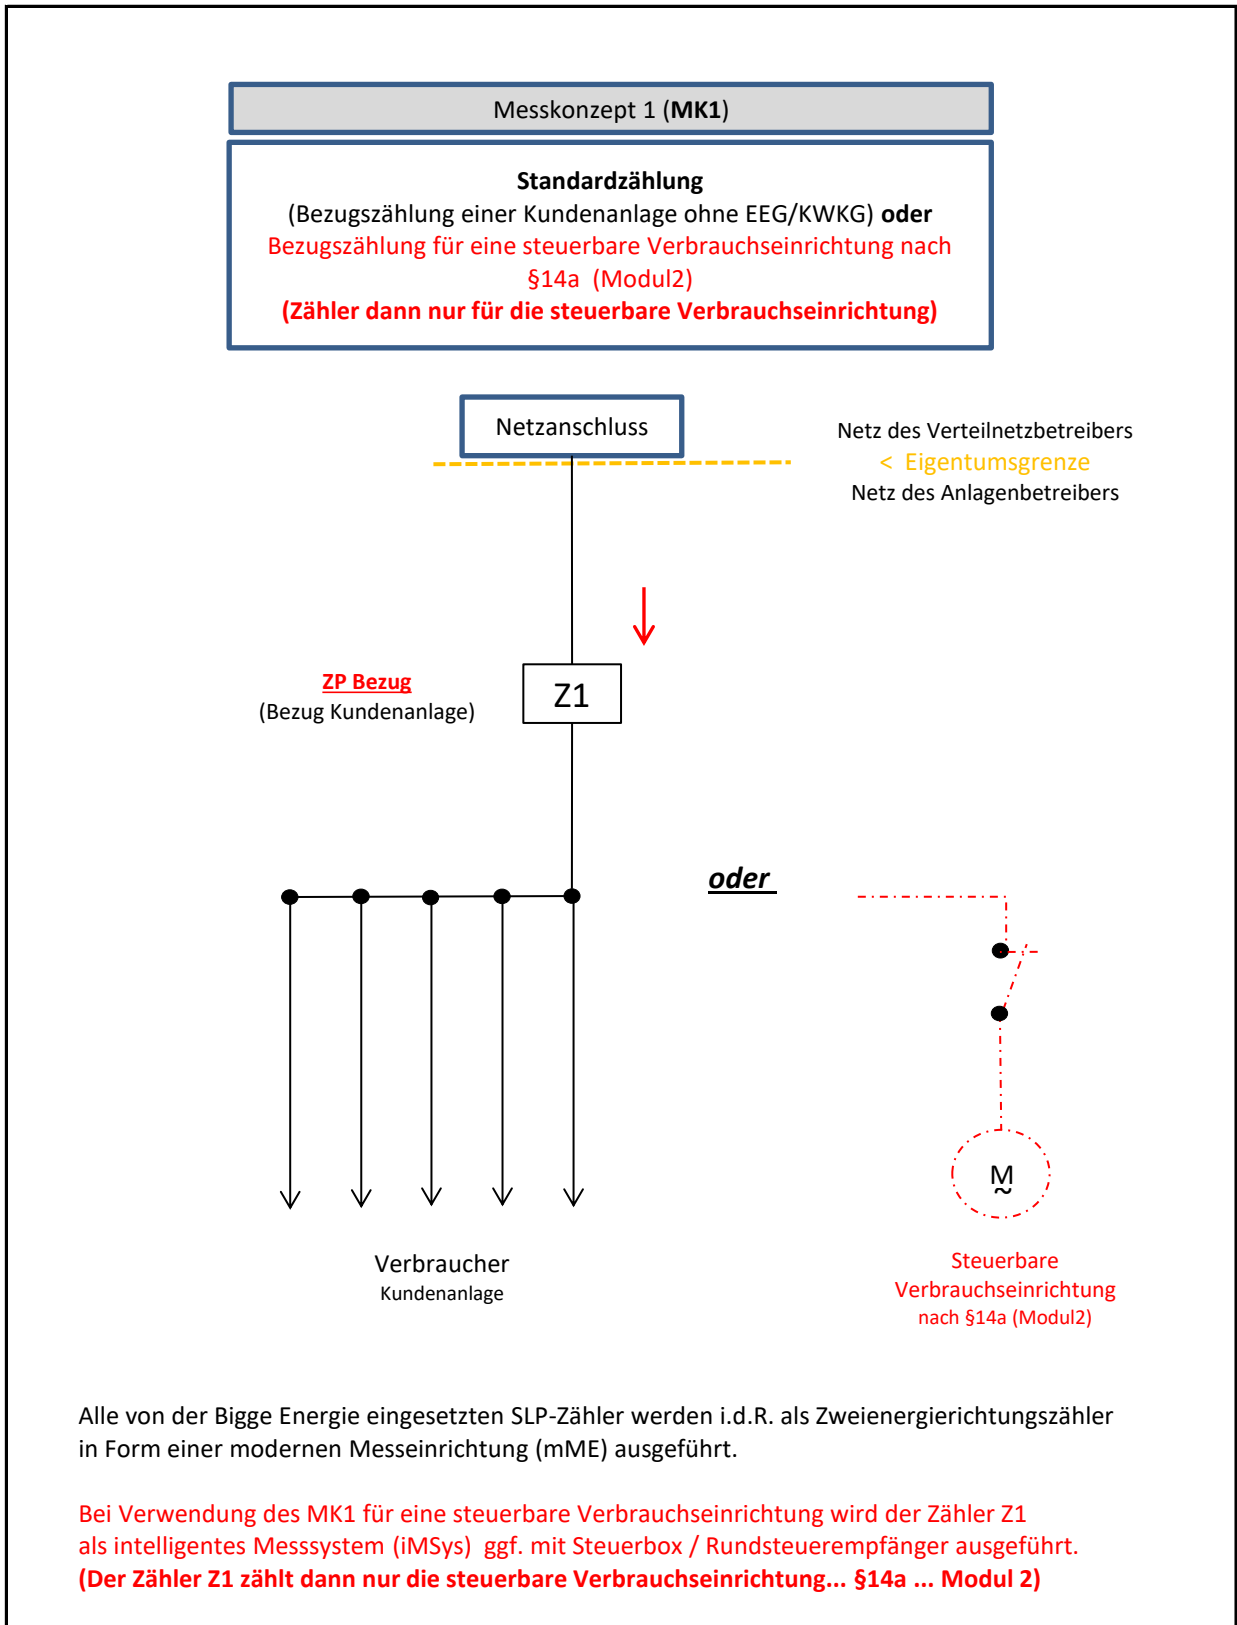 Messkonzept 1 (MK1)
Standardzählung
(Bezugszählung einer Kundenanlage ohne EEG/KWKG) oder
Bezugszählung für eine steuerbare Verbrauchseinrichtung nach
§14a (Modul2)
(Zähler dann nur für die steuerbare Verbrauchseinrichtung)
Netzanschluss
Netz des Verteilnetzbetreibers
< Eigentumsgrenze
Netz des Anlagenbetreibers
ZP Bezug
(Bezug Kundenanlage)
Z1
oder
M
~
Verbraucher
Kundenanlage
Steuerbare
Verbrauchseinrichtung
nach §14a (Modul2)
Alle von der Bigge Energie eingesetzten SLP-Zähler werden i.d.R. als Zweienergierichtungszähler
in Form einer modernen Messeinrichtung (mME) ausgeführt.
Bei Verwendung des MK1 für eine steuerbare Verbrauchseinrichtung wird der Zähler Z1
als intelligentes Messsystem (iMSys) ggf. mit Steuerbox / Rundsteuerempfänger ausgeführt.
(Der Zähler Z1 zählt dann nur die steuerbare Verbrauchseinrichtung... §14a ... Modul 2)